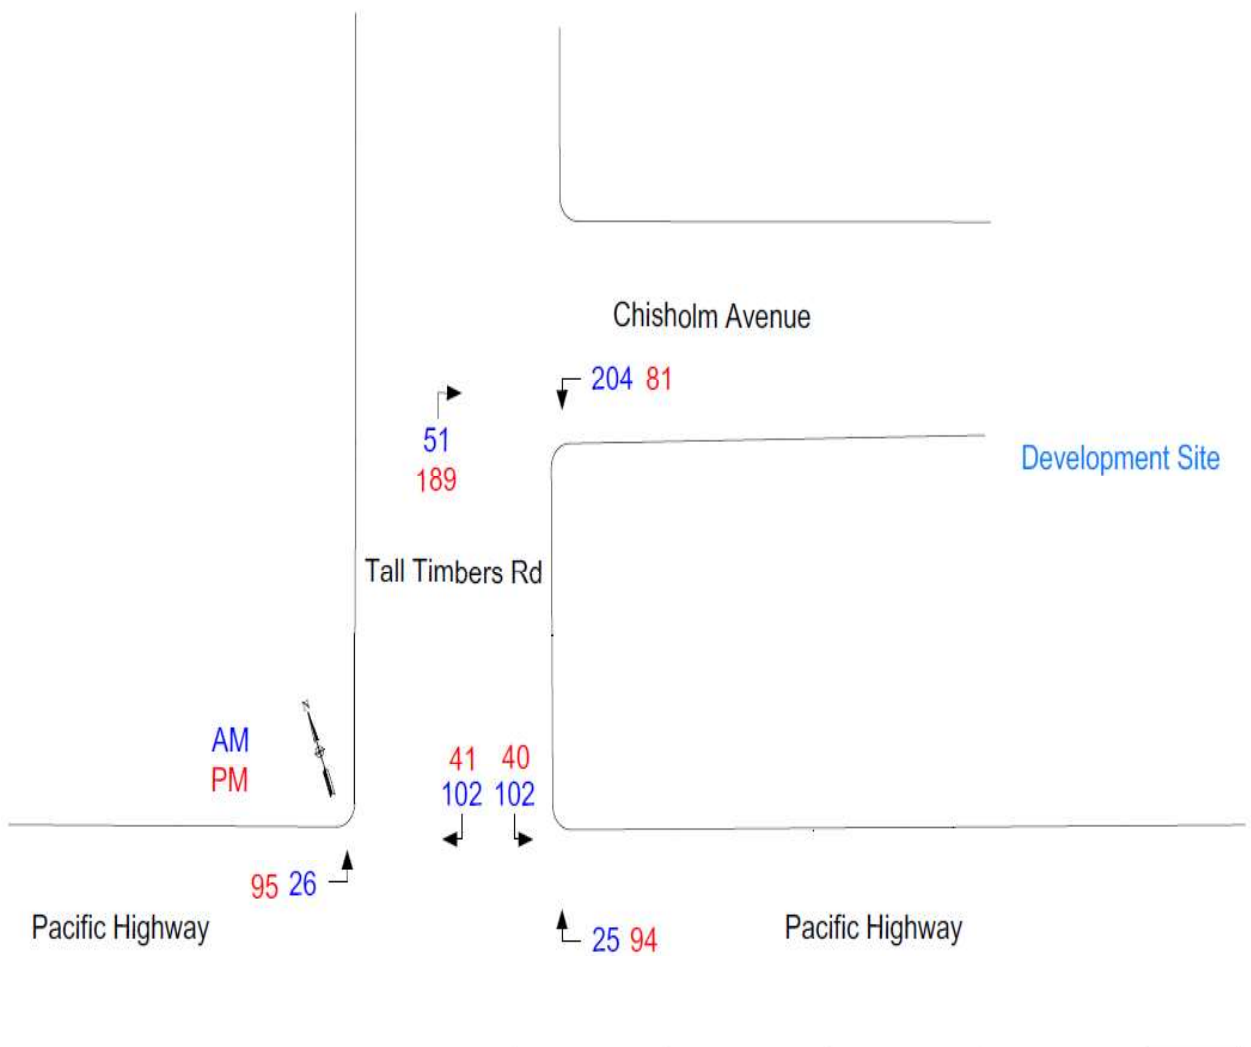 Chisholm Avenue
204 81
51
189
Development Site
Tall Timbers Rd
N
AM
PM
41 40
102 102
95 26
Pacific Highway
25 94
Pacific Highway